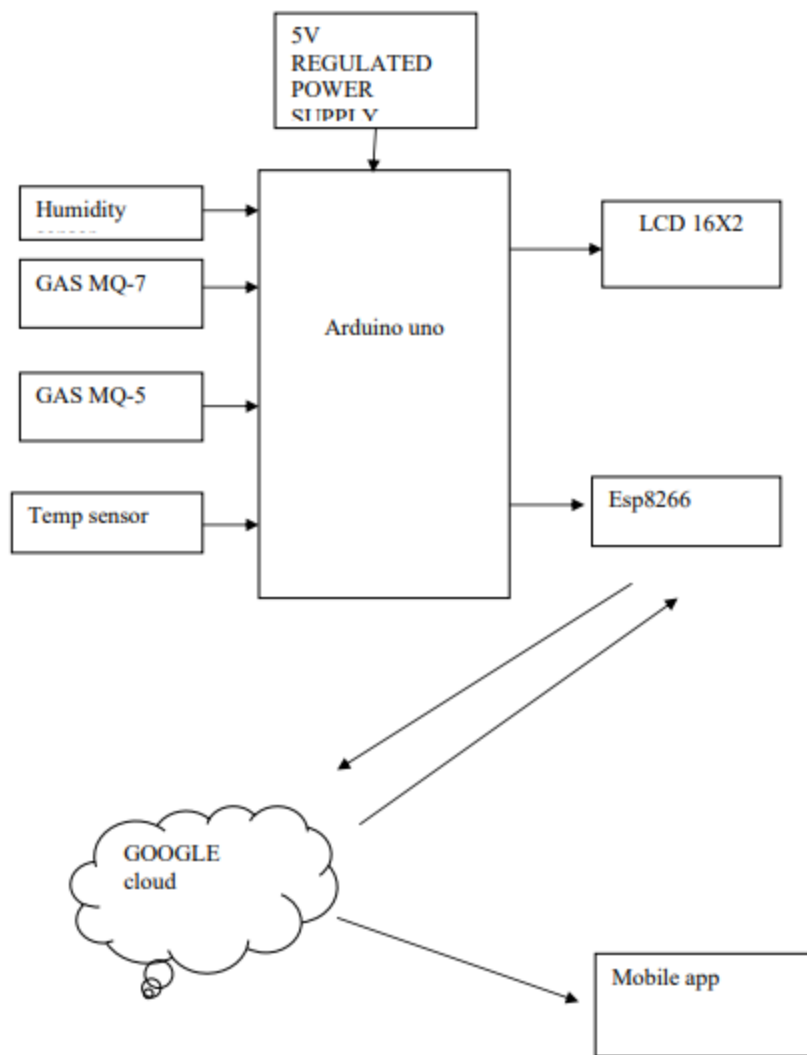 5V
REGULATED
POWER
SUPPLY
Humidity
GAS MQ-7
GAS MQ-5
Temp sensor
Arduino uno
LCD 16X2
Esp8266
GOOGLE
cloud
Mobile app